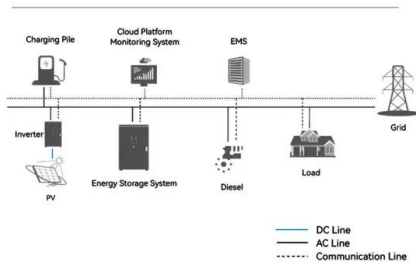 Charging Pile
Cloud Platform
Monitoring System
EMS
Grid
Inverter
PV
Energy Storage System
Diesel
Load
DC Line
AC Line
Communication Line